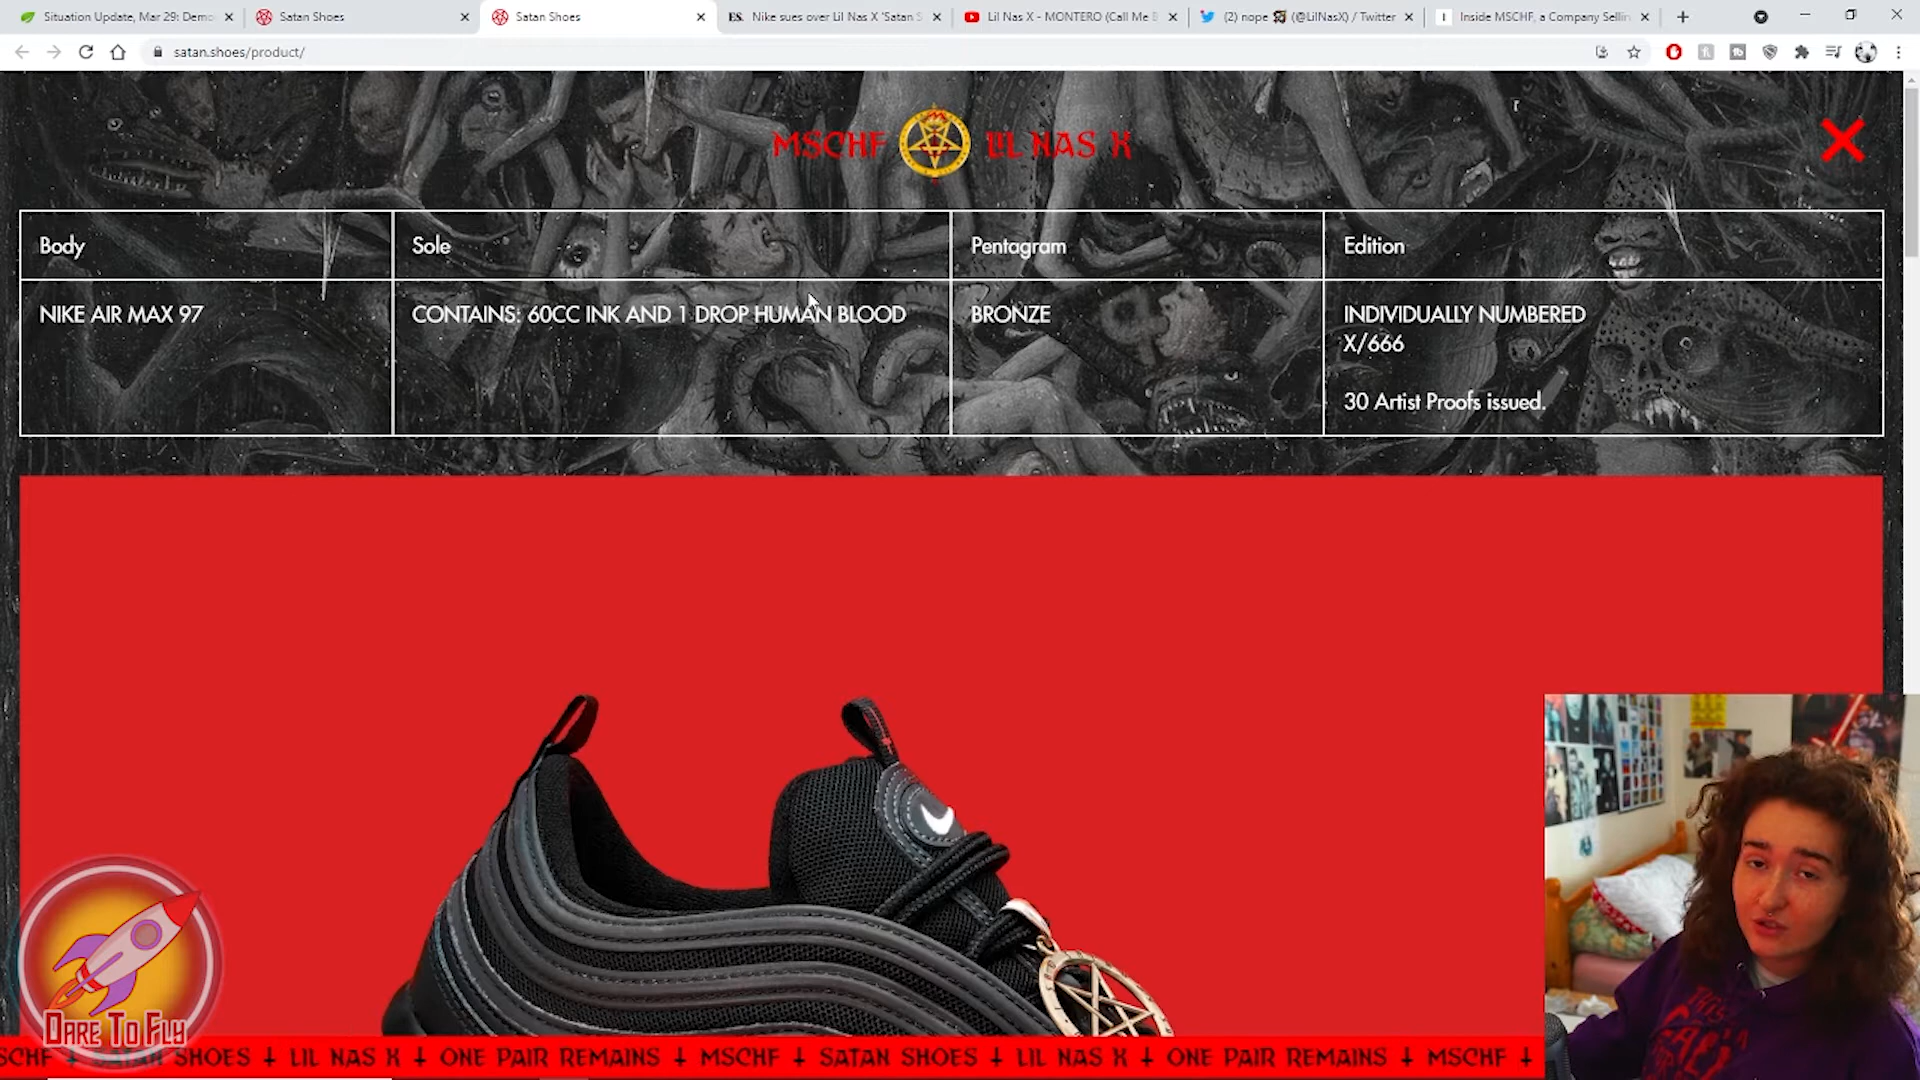 Situation Update, Mar 29: Demo
Satan Shoes
Satan Shoes
ES. Nike sues over Lil Nas X 'Satan S
Lil Nas X - MONTERO (Call Me B
(2) nope (@LilNasX) / Twitter
Inside MSCHF, a Company Sellin
satan.shoes/product/
MSCHF LIL NAS X
Body
Sole
Pentagram
Edition
NIKE AIR MAX 97
CONTAINS: 60CC INK AND 1 DROP HUMAN BLOOD
BRONZE
INDIVIDUALLY NUMBERED
X/666
30 Artist Proofs issued.
DARE TO FLY
SCHF SATAN SHOES LIL NAS X ONE PAIR REMAINS MSCHF SATAN SHOES LIL NAS X ONE PAIR REMAINS MSCHF